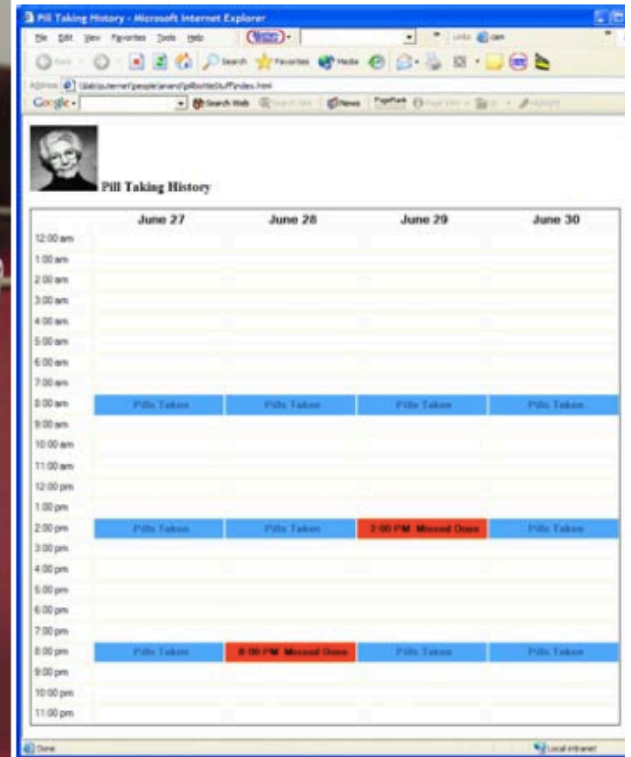 Pill Taking History - Microsoft Internet Explorer
File Edit View Favorites Tools Help Links
Search Favorites Media
Address
Google - Search Web News PageRank
Pill Taking History
June 27 June 28 June 29 June 30
12:00 am
1:00 am
2:00 am
3:00 am
4:00 am
5:00 am
6:00 am
7:00 am
8:00 am Pills Taken Pills Taken Pills Taken Pills Taken
9:00 am
10:00 am
11:00 am
12:00 pm
1:00 pm
2:00 pm Pills Taken Pills Taken 2:00 PM Missed Dose Pills Taken
3:00 pm
4:00 pm
5:00 pm
6:00 pm
7:00 pm
8:00 pm Pills Taken 8:00 PM Missed Dose Pills Taken Pills Taken
9:00 pm
10:00 pm
11:00 pm
Done Local intranet